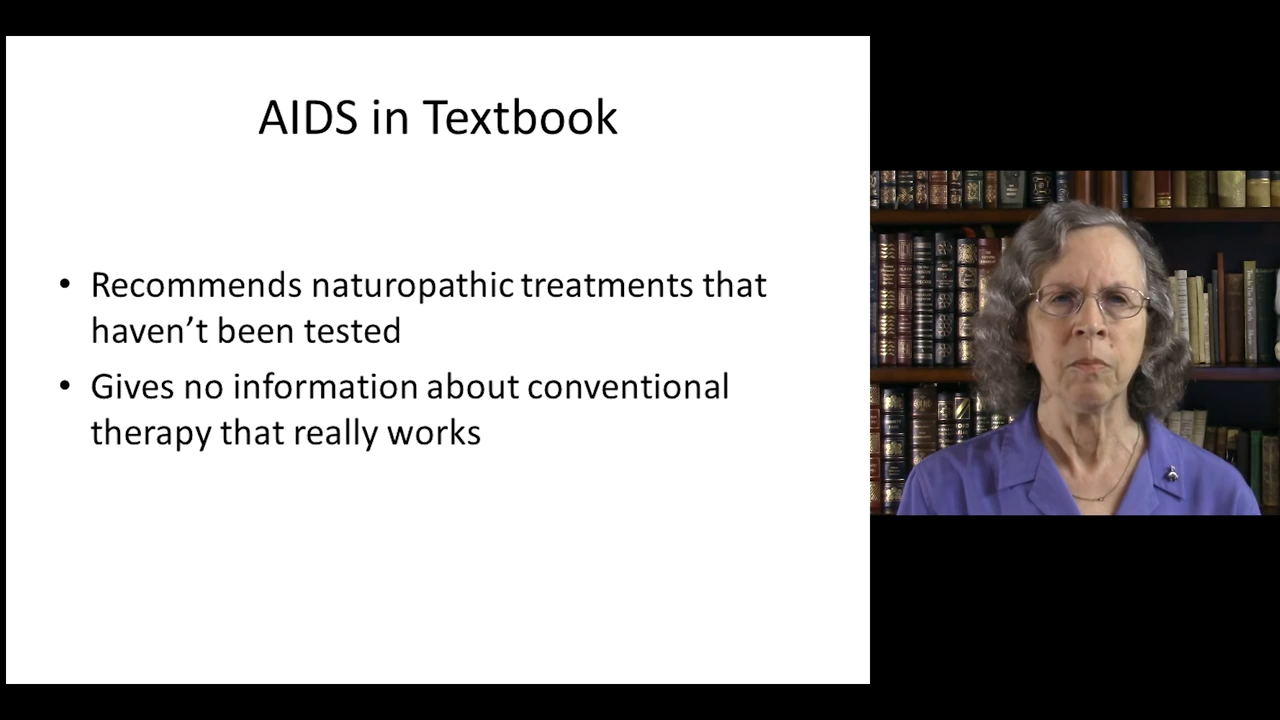 AIDS in Textbook
• Recommends naturopathic treatments that
haven’t been tested
• Gives no information about conventional
therapy that really works